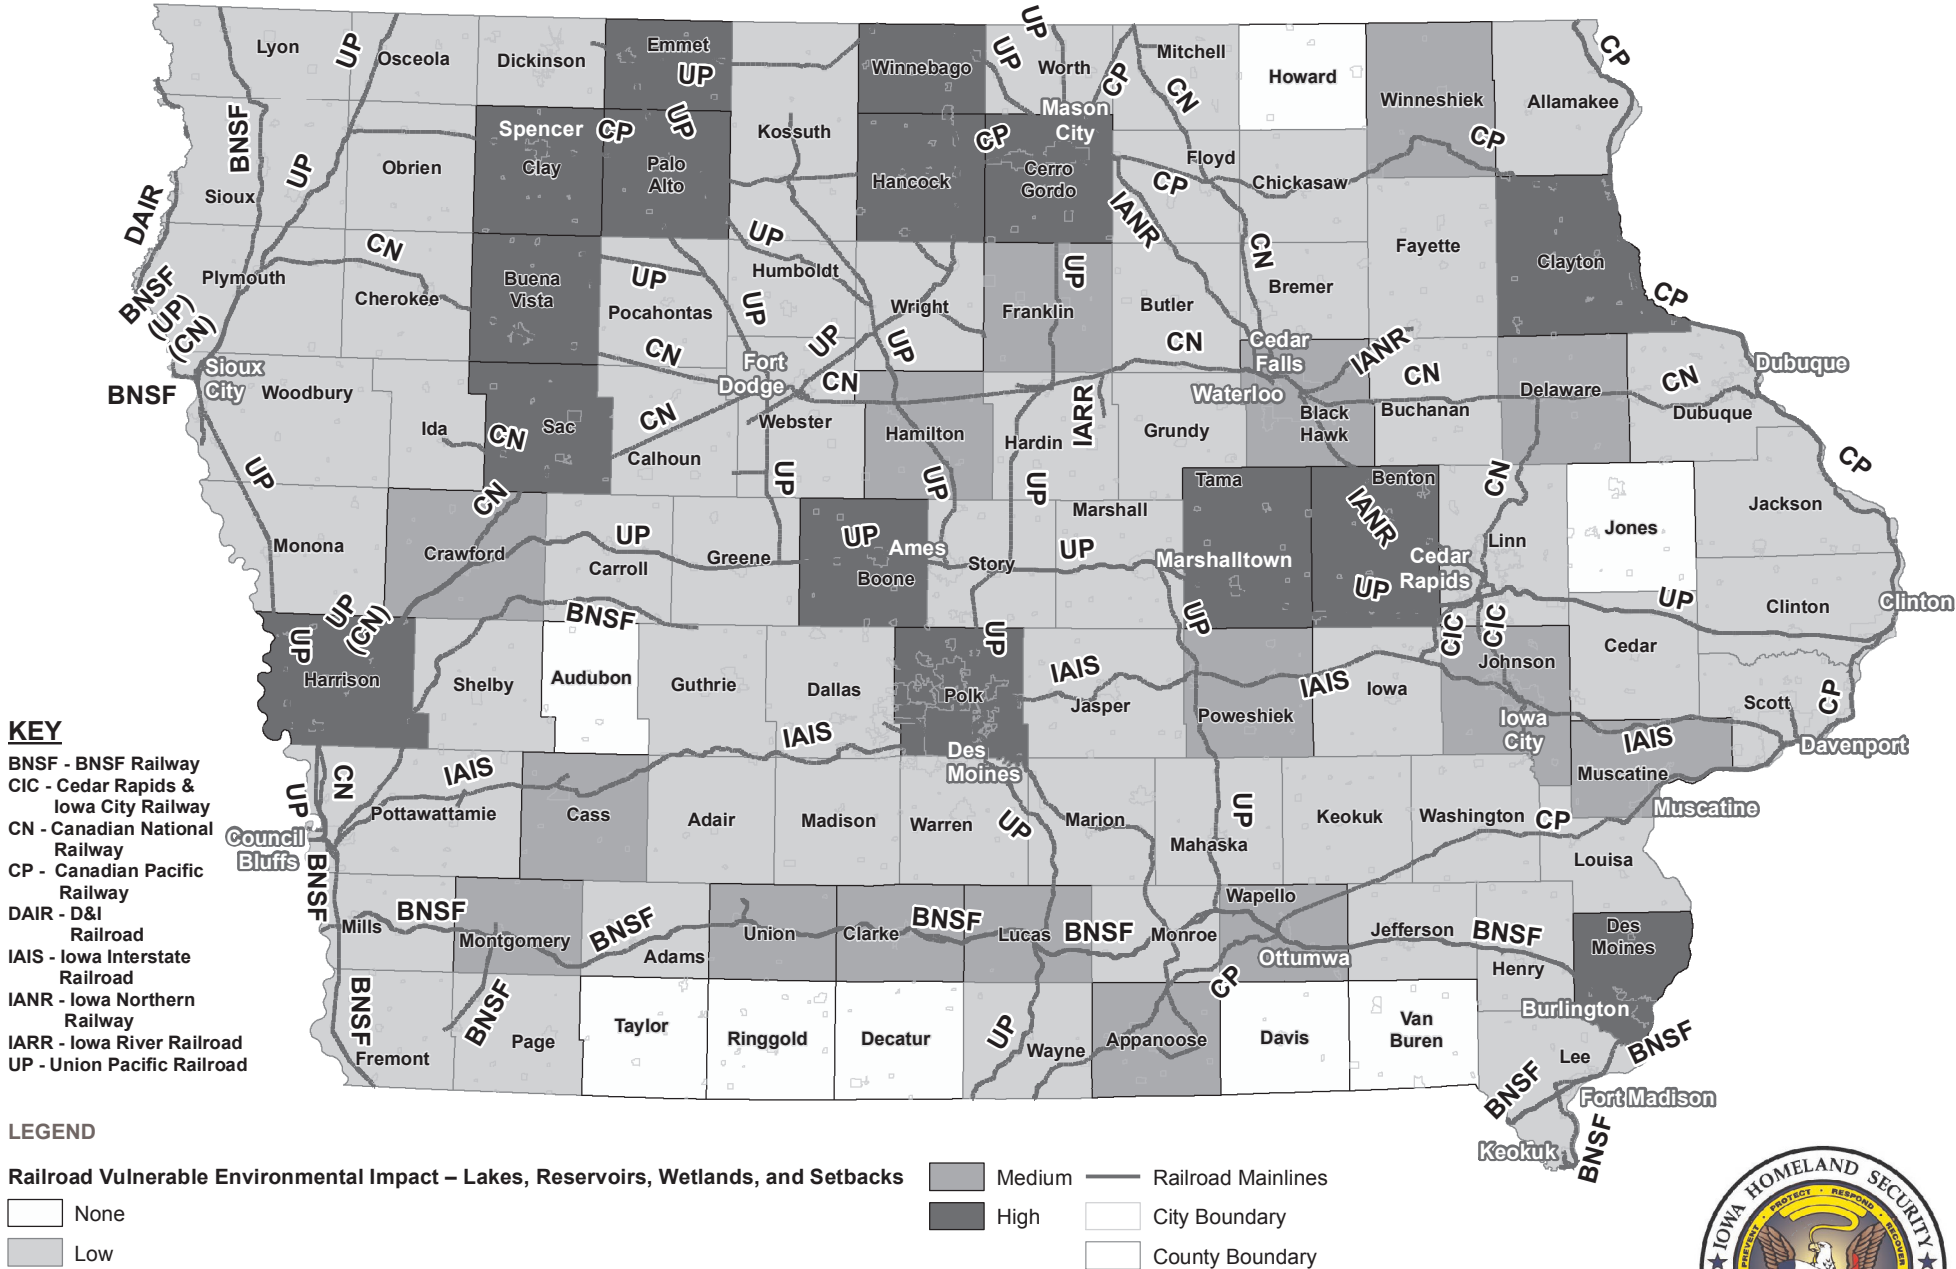 Lyon
UP
Osceola
Dickinson
Emmet
UP
Winnebago
UP
UP
Worth
CP
Mitchell
CN
Howard
Winneshiek
Allamakee
CP
BNSF
UP
Obrien
Sioux
Spencer
Clay
CP
UP
Palo
Alto
Kossuth
Hancock
CP
Mason
City
Cerro
Gordo
Floyd
CP
IANR
Chickasaw
CP
DAIR
CN
Plymouth
Cherokee
Buena
Vista
UP
Pocahontas
UP
Humboldt
UP
Wright
Franklin
UP
Butler
CN
Bremer
Fayette
Clayton
CP
BNSF
(UP)
(CN)
BNSF
Sioux
City
Woodbury
Ida
CN
Sac
CN
Fort
Dodge
UP
CN
UP
CN
Calhoun
Webster
UP
Hamilton
UP
Hardin
UP
IARR
CN
Grundy
Cedar
Falls
Waterloo
Black
Hawk
IANR
CN
Buchanan
Delaware
CN
Dubuque
Dubuque
CP
UP
Monona
CN
Crawford
UP
Carroll
Greene
UP
Boone
Ames
Story
Marshall
UP
Tama
Marshalltown
Benton
IANR
UP
Cedar
Rapids
CN
Linn
Jones
Jackson
UP
Clinton
Clinton
UP
UP
(CN)
Harrison
Shelby
BNSF
Audubon
Guthrie
Dallas
Polk
UP
Des
Moines
IAIS
Jasper
UP
Poweshiek
IAIS
Iowa
CIC
CIC
Johnson
Iowa
City
Cedar
Scott
CP
Davenport
IAIS
Muscatine
Muscatine
UP
CN
IAIS
IAIS
Pottawattamie
Council
Bluffs
Cass
Adair
Madison
Warren
UP
Marion
Mahaska
UP
Keokuk
Washington
CP
Louisa
BNSF
Mills
BNSF
Montgomery
BNSF
Adams
Union
Clarke
BNSF
Lucas
BNSF
Monroe
Wapello
Ottumwa
Jefferson
BNSF
Henry
Des
Moines
Burlington
BNSF
Fremont
BNSF
Page
Taylor
Ringgold
Decatur
UP
Wayne
Appanoose
CP
Davis
Van
Buren
Lee
BNSF
BNSF
Fort Madison
Keokuk
BNSF
KEY
BNSF - BNSF Railway
CIC - Cedar Rapids &
Iowa City Railway
CN - Canadian National
Railway
CP - Canadian Pacific
Railway
DAIR - D&I
Railroad
IAIS - Iowa Interstate
Railroad
IANR - Iowa Northern
Railway
IARR - Iowa River Railroad
UP - Union Pacific Railroad
LEGEND
Railroad Vulnerable Environmental Impact – Lakes, Reservoirs, Wetlands, and Setbacks
None
Low
Medium
High
Railroad Mainlines
City Boundary
County Boundary
IOWA HOMELAND SECURITY
PREVENT • PROTECT • RESPOND • RECOVER